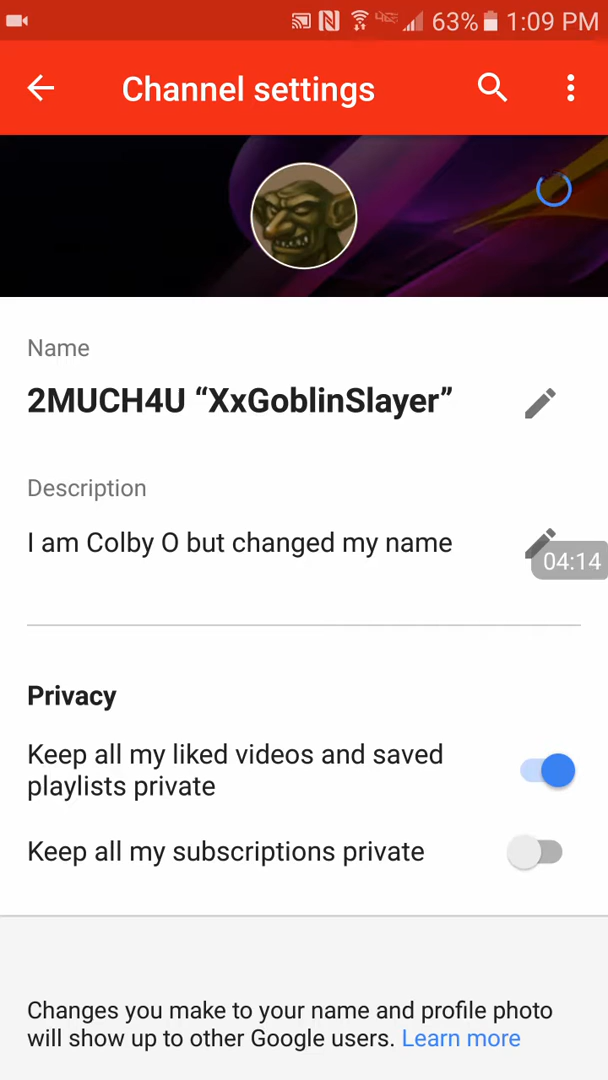 63% 1:09 PM
Channel settings
Name
2MUCH4U “XxGoblinSlayer”
Description
I am Colby O but changed my name
04:14
Privacy
Keep all my liked videos and saved
playlists private
Keep all my subscriptions private
Changes you make to your name and profile photo
will show up to other Google users. Learn more